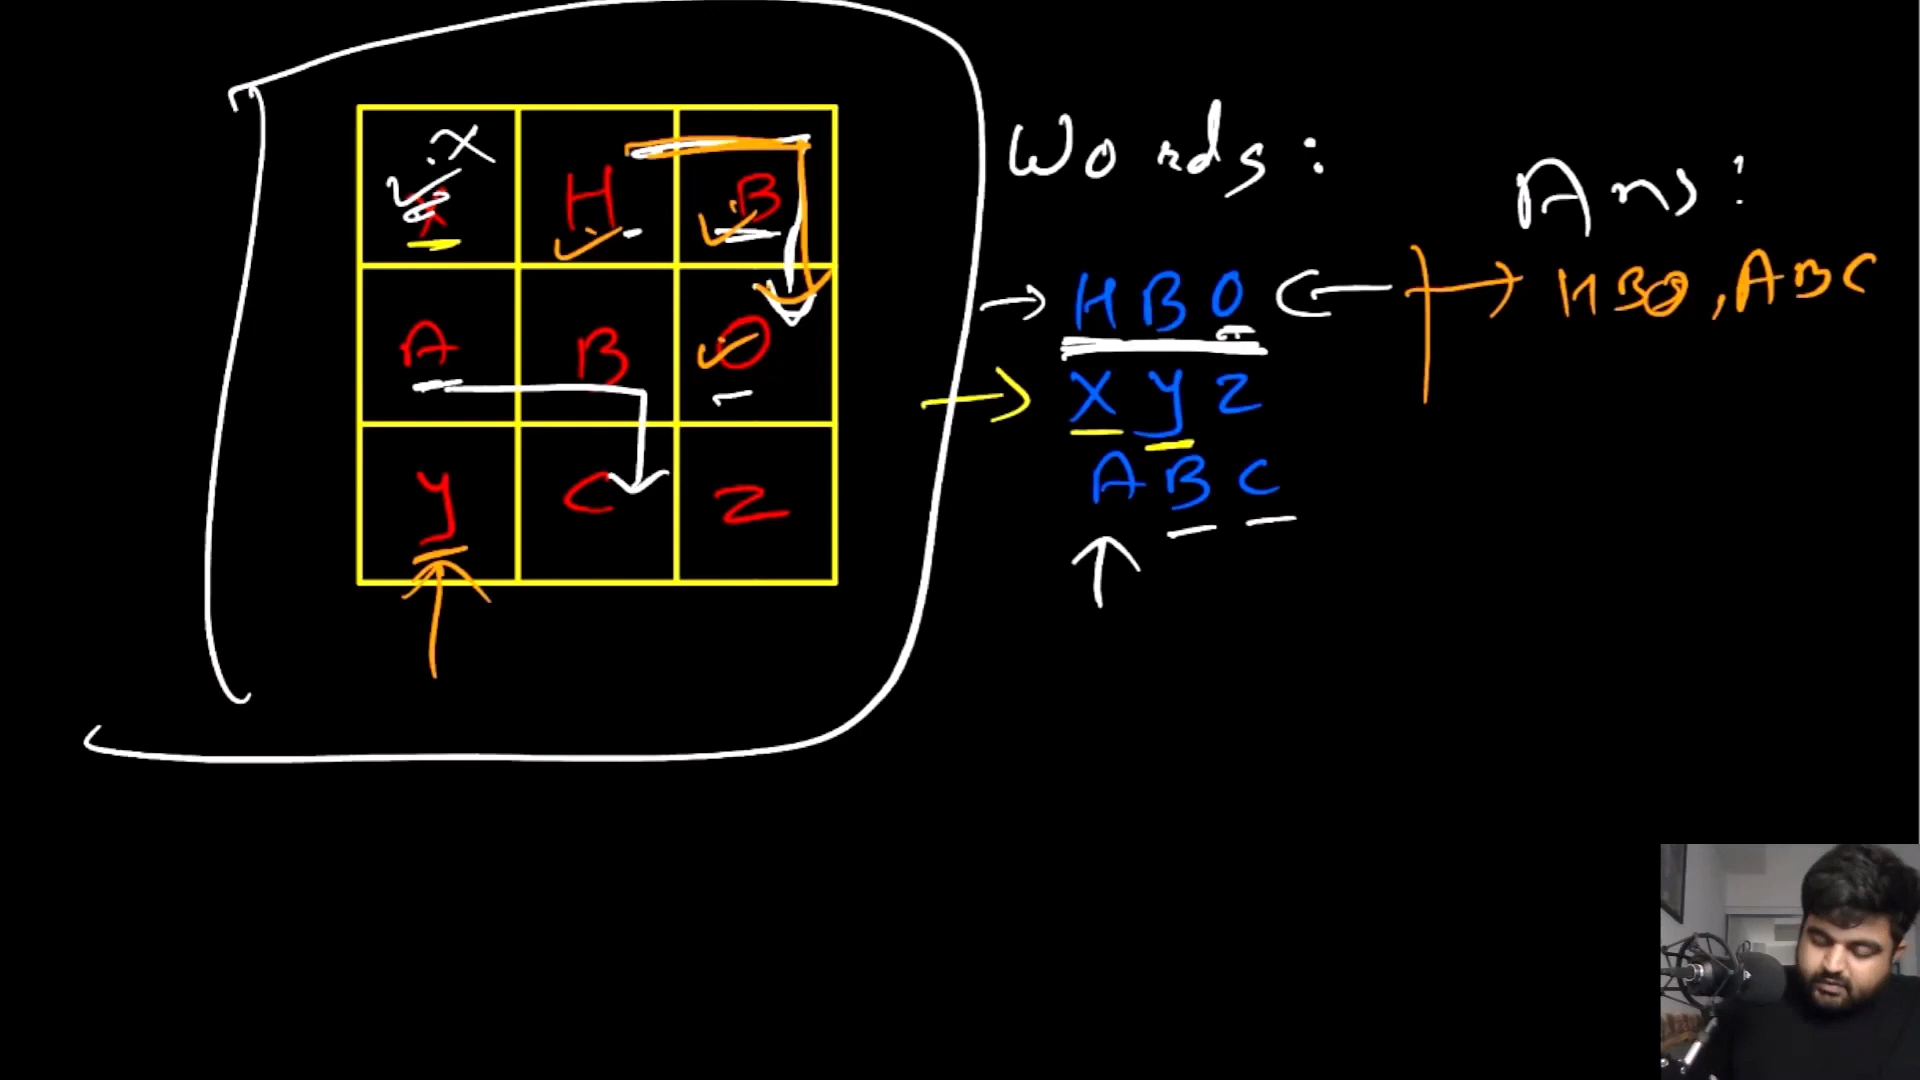 X
X H B
A B O
Y C Z
Words:
HBO
XYZ
ABC
Ans:
HBO, ABC